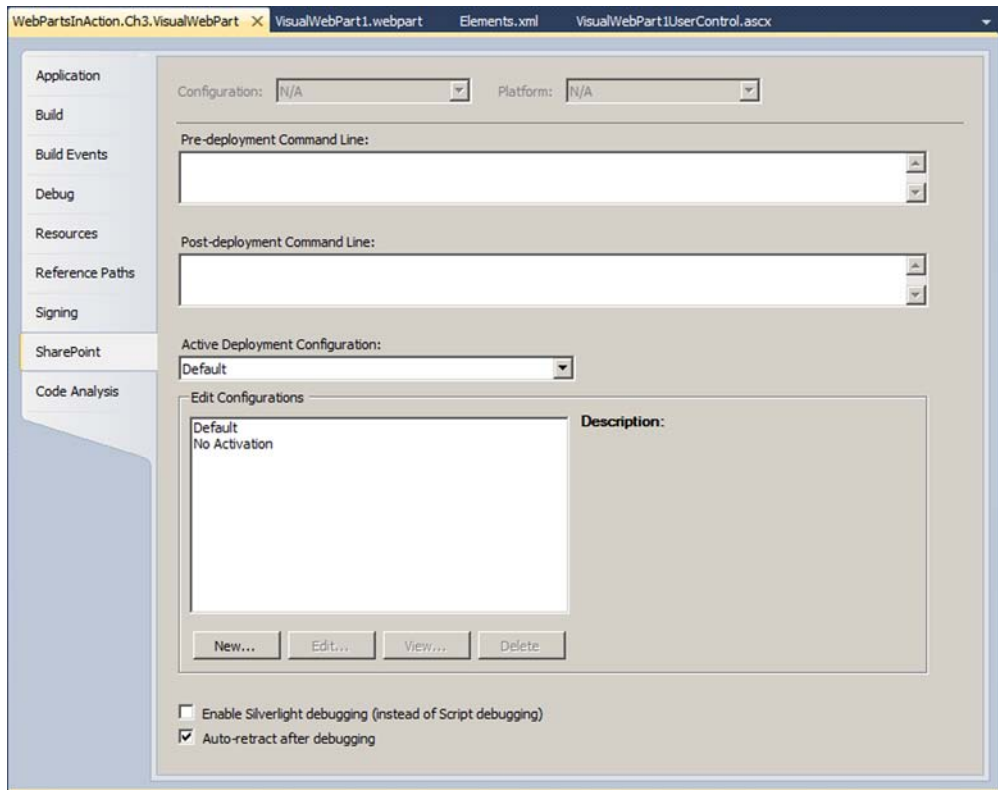 WebPartsInAction.Ch3.VisualWebPart VisualWebPart1.webpart Elements.xml VisualWebPart1UserControl.ascx
Application
Build
Build Events
Debug
Resources
Reference Paths
Signing
SharePoint
Code Analysis
Configuration: N/A Platform: N/A
Pre-deployment Command Line:
Post-deployment Command Line:
Active Deployment Configuration:
Default
Edit Configurations
Default
No Activation
Description:
New... Edit... View... Delete
Enable Silverlight debugging (instead of Script debugging)
Auto-retract after debugging